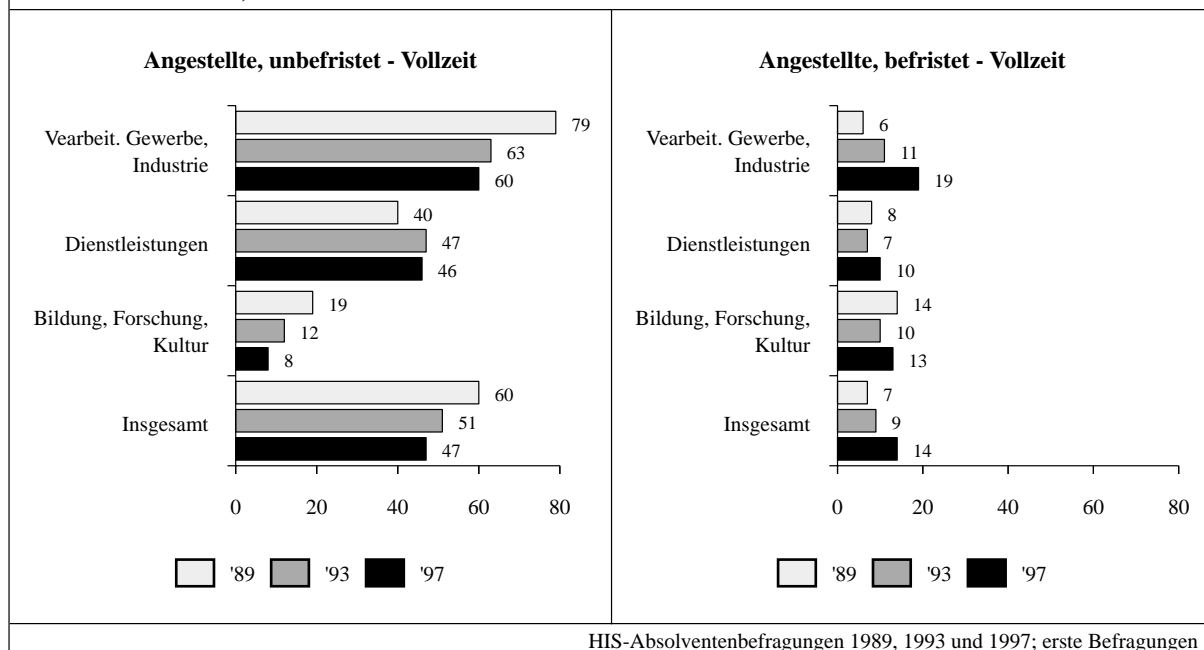 Angestellte, unbefristet - Vollzeit
Vearbeit. Gewerbe,
Industrie
79
63
60
Dienstleistungen
40
47
46
Bildung, Forschung,
Kultur
19
12
8
Insgesamt
60
51
47
0 20 40 60 80
'89 '93 '97
Angestellte, befristet - Vollzeit
Vearbeit. Gewerbe,
Industrie
6
11
19
Dienstleistungen
8
7
10
Bildung, Forschung,
Kultur
14
10
13
Insgesamt
7
9
14
0 20 40 60 80
'89 '93 '97
HIS-Absolventenbefragungen 1989, 1993 und 1997; erste Befragungen